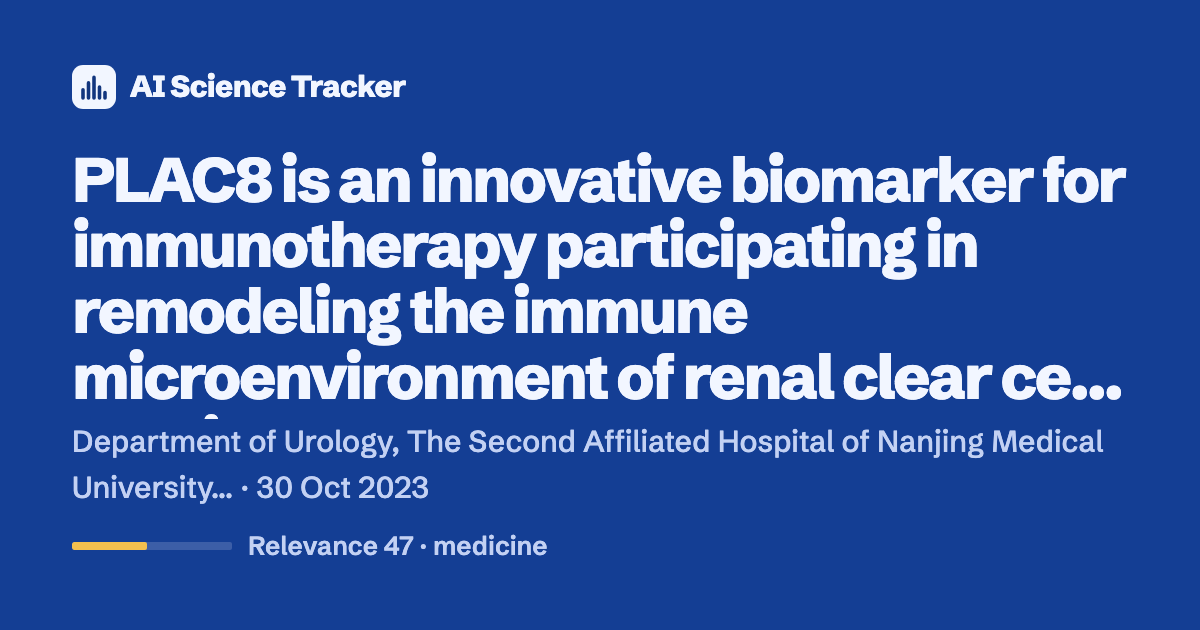 AI Science Tracker
PLAC8 is an innovative biomarker for
immunotherapy participating in
remodeling the immune
microenvironment of renal clear ce...
Department of Urology, The Second Affiliated Hospital of Nanjing Medical
University... · 30 Oct 2023
Relevance 47 · medicine